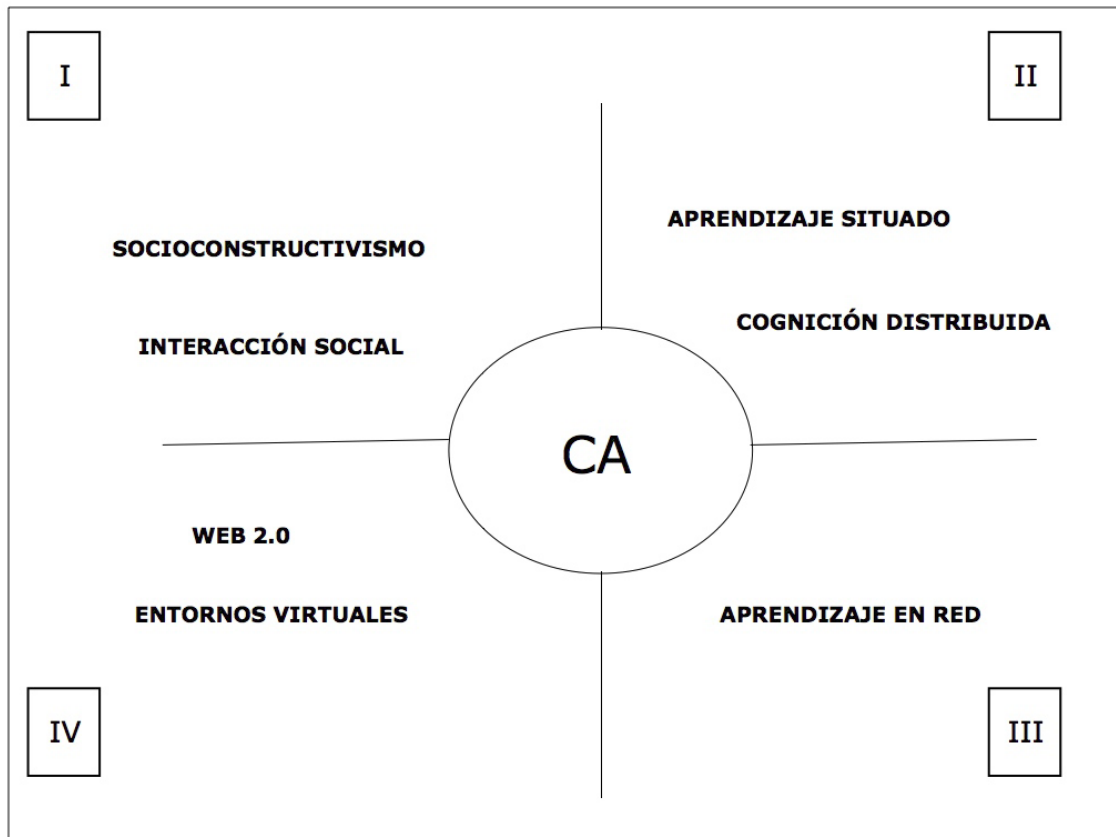 I
II
SOCIOCONSTRUCTIVISMO
INTERACCIÓN SOCIAL
APRENDIZAJE SITUADO
COGNICIÓN DISTRIBUIDA
CA
WEB 2.0
ENTORNOS VIRTUALES
APRENDIZAJE EN RED
IV
III